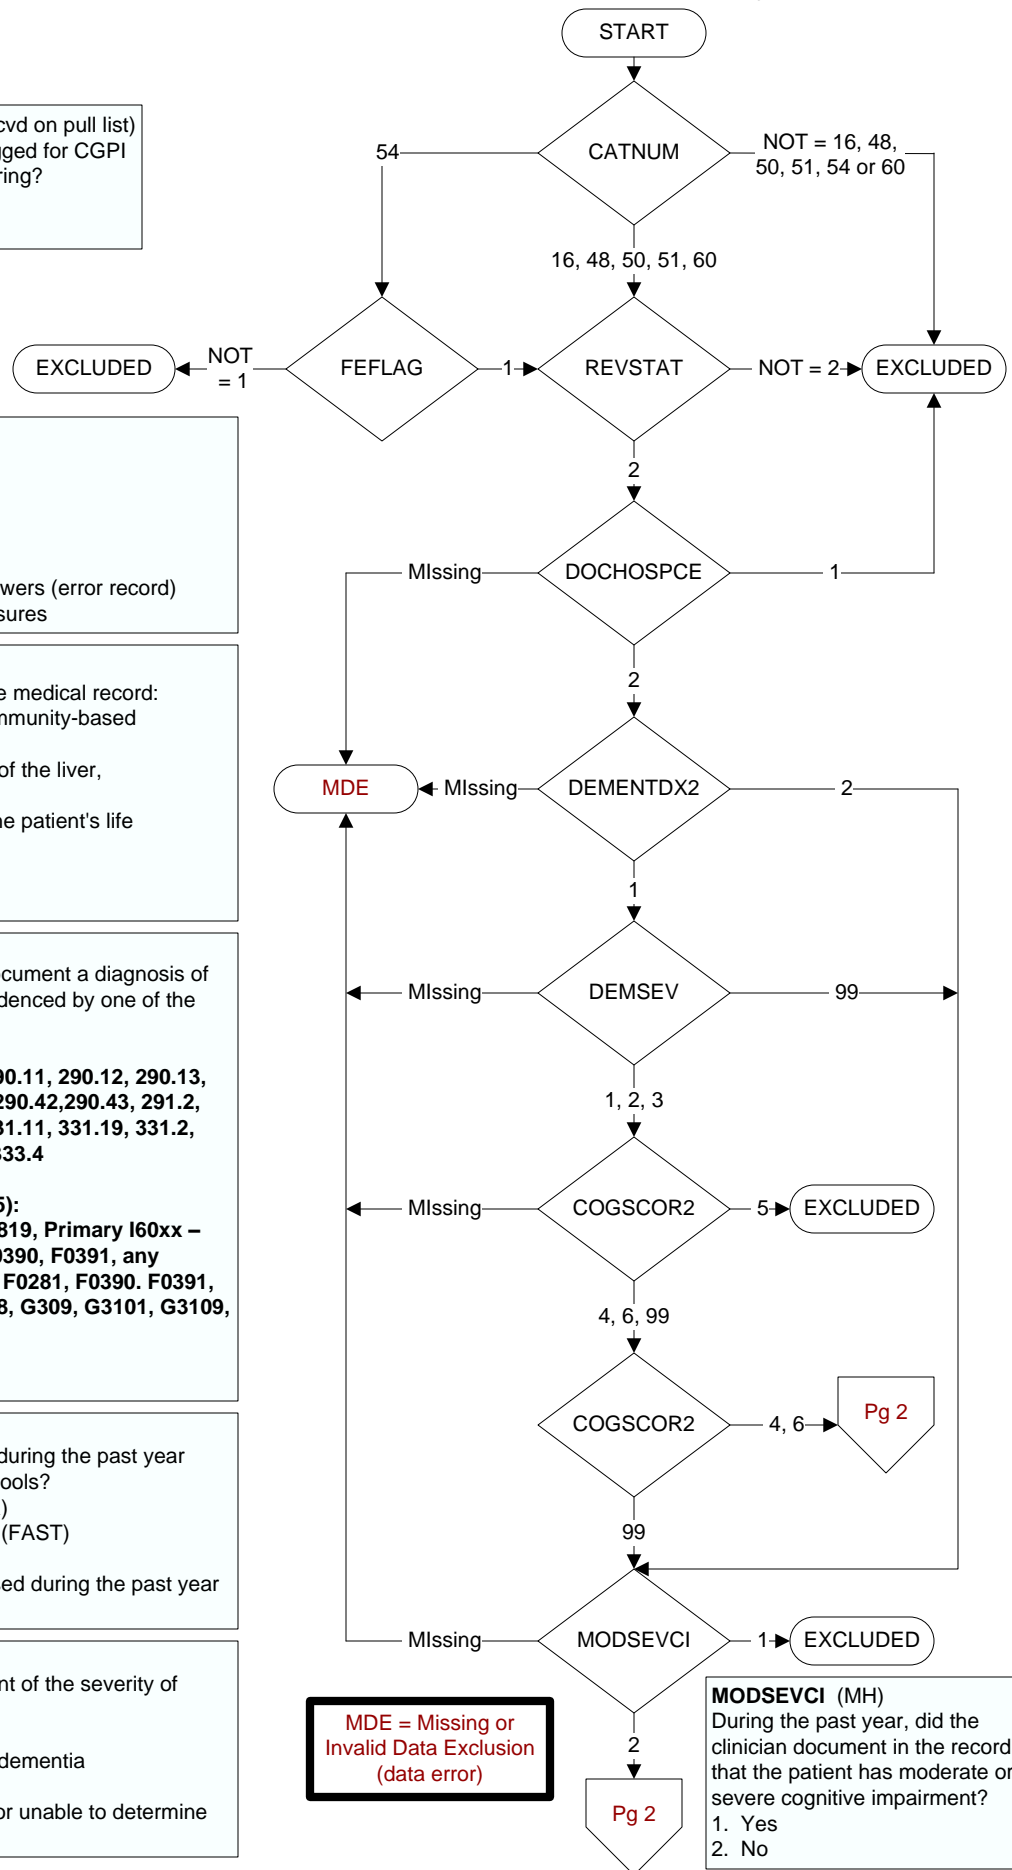 START
cvd on pull list)
gged for CGPI
ring?
CATNUM
54
NOT = 16, 48,
50, 51, 54 or 60
16, 48, 50, 51, 60
EXCLUDED
NOT
= 1
FEFLAG
1
REVSTAT
NOT = 2
EXCLUDED
2
wers (error record)
sures
MIssing
DOCHOSPCE
1
2
e medical record:
mmunity-based
of the liver,
ne patient's life
MDE
MIssing
DEMENTDX2
2
1
ocument a diagnosis of
idenced by one of the
90.11, 290.12, 290.13,
290.42,290.43, 291.2,
31.11, 331.19, 331.2,
333.4
5):
819, Primary I60xx –
0390, F0391, any
F0281, F0390. F0391,
8, G309, G3101, G3109,
MIssing
DEMSEV
99
1, 2, 3
MIssing
COGSCOR2
5
EXCLUDED
4, 6, 99
COGSCOR2
4, 6
Pg 2
99
during the past year
ools?
)
(FAST)
sed during the past year
MIssing
MODSEVCI
1
EXCLUDED
2
Pg 2
nt of the severity of
dementia
or unable to determine
MDE = Missing or
Invalid Data Exclusion
(data error)
MODSEVCI (MH)
During the past year, did the
clinician document in the record
that the patient has moderate or
severe cognitive impairment?
1. Yes
2. No